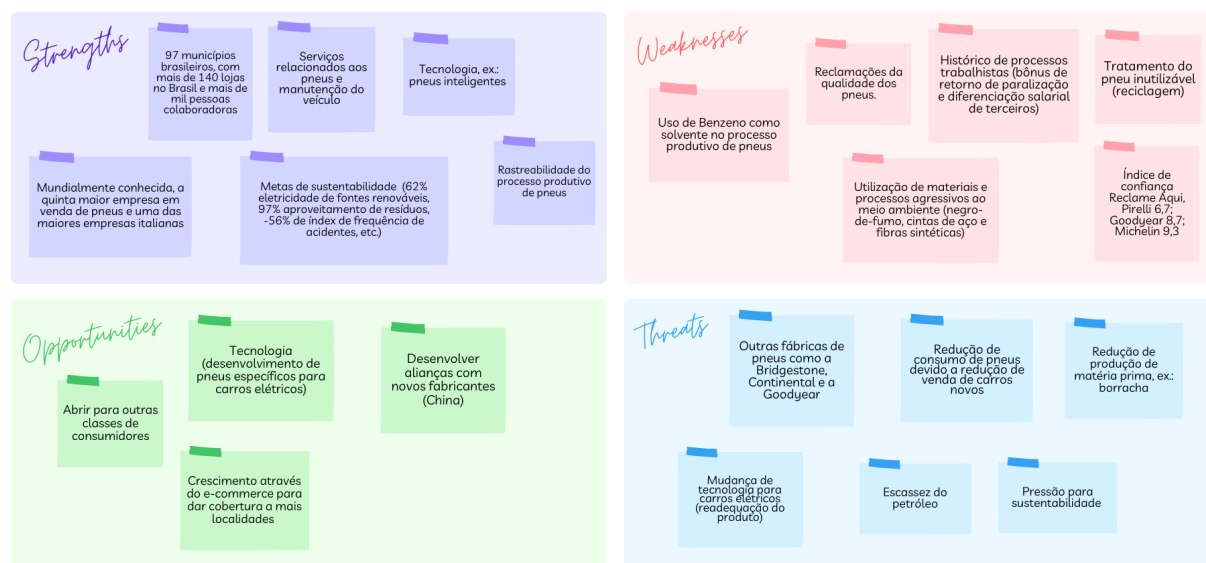 Strengths
97 municípios
brasileiros, com
mais de 140 lojas
no Brasil e mais de
mil pessoas
colaboradoras
Serviços
relacionados aos
pneus e
manutenção do
veículo
Tecnologia, ex.:
pneus inteligentes
Mundialmente conhecida, a
quinta maior empresa em
venda de pneus e uma das
maiores empresas italianas
Metas de sustentabilidade (62%
eletricidade de fontes renováveis,
97% aproveitamento de resíduos,
-56% de índex de frequência de
acidentes, etc.)
Rastreabilidade do
processo produtivo
de pneus
Weaknesses
Uso de Benzeno como
solvente no processo
produtivo de pneus
Reclamações da
qualidade dos
pneus.
Histórico de processos
trabalhistas (bônus de
retorno de paralização
e diferenciação salarial
de terceiros)
Tratamento do
pneu inutilizável
(reciclagem)
Utilização de materiais e
processos agressivos ao
meio ambiente (negro-
de-fumo, cintas de aço e
fibras sintéticas)
Índice de
confiança
Reclame Aqui,
Pirelli 6,7;
Goodyear 8,7;
Michelin 9,3
Opportunities
Abrir para outras
classes de
consumidores
Tecnologia
(desenvolvimento de
pneus específicos para
carros elétricos)
Desenvolver
alianças com
novos fabricantes
(China)
Crescimento através
do e-commerce para
dar cobertura a mais
localidades
Threats
Outras fábricas de
pneus como a
Bridgestone,
Continental e a
Goodyear
Redução de
consumo de pneus
devido a redução de
venda de carros
novos
Redução de
produção de
matéria prima, ex.:
borracha
Mudança de
tecnologia para
carros elétricos
(readequação do
produto)
Escassez do
petróleo
Pressão para
sustentabilidade